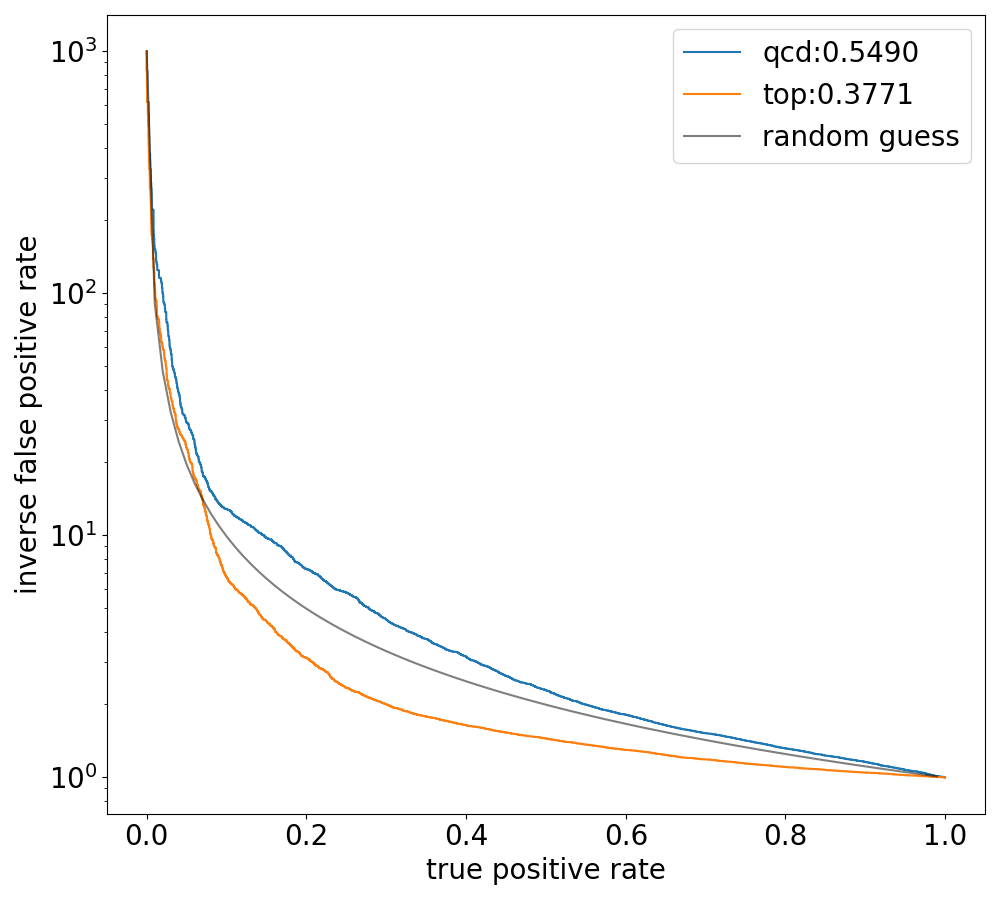 qcd:0.5490
top:0.3771
random guess
inverse false positive rate
10³
10²
10¹
10⁰
0.0 0.2 0.4 0.6 0.8 1.0
true positive rate